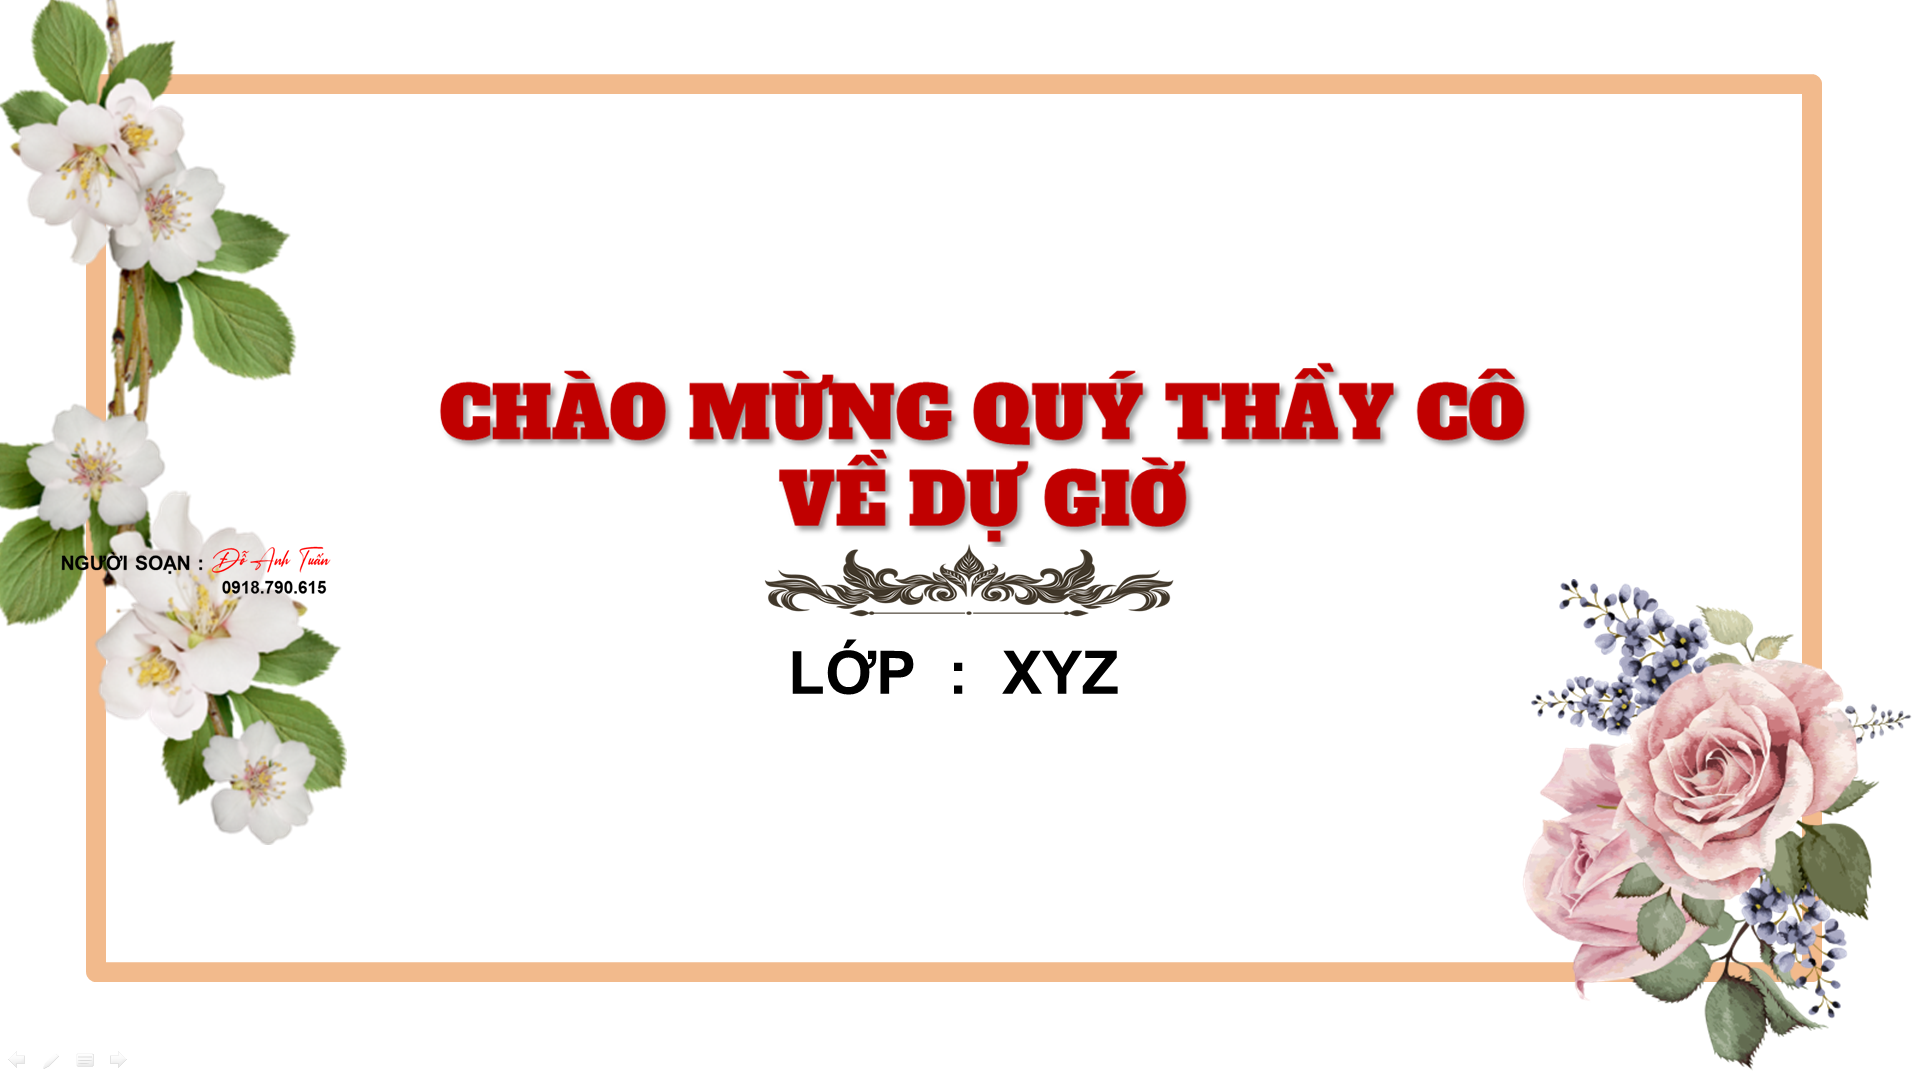 CHÀO MỪNG QUÝ THẦY CÔ
VỀ DỰ GIỜ
NGƯỜI SOẠN : Đỗ Anh Tuấn
0918.790.615
LỚP : XYZ